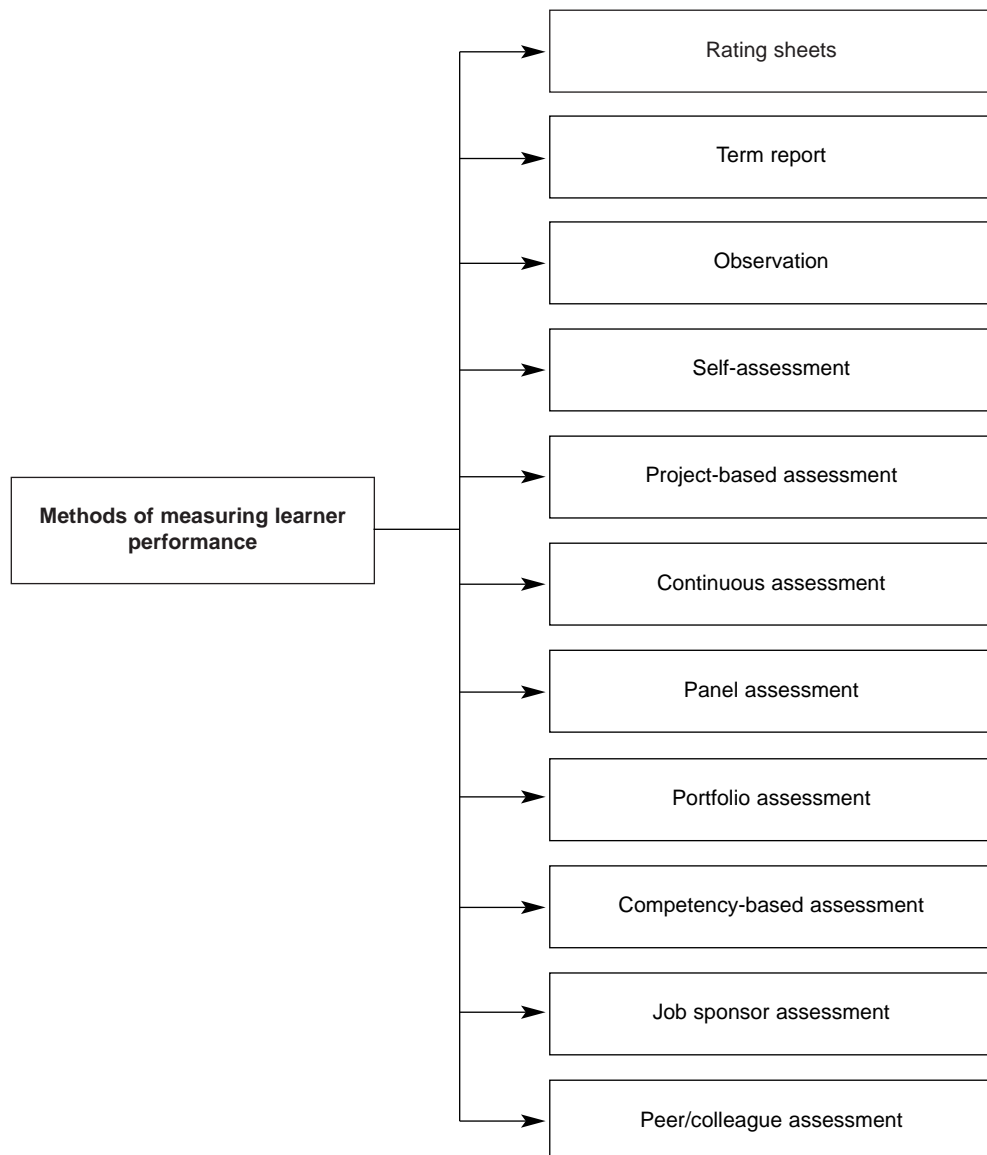 Rating sheets
Term report
Observation
Self-assessment
Project-based assessment
Methods of measuring learner
performance
Continuous assessment
Panel assessment
Portfolio assessment
Competency-based assessment
Job sponsor assessment
Peer/colleague assessment